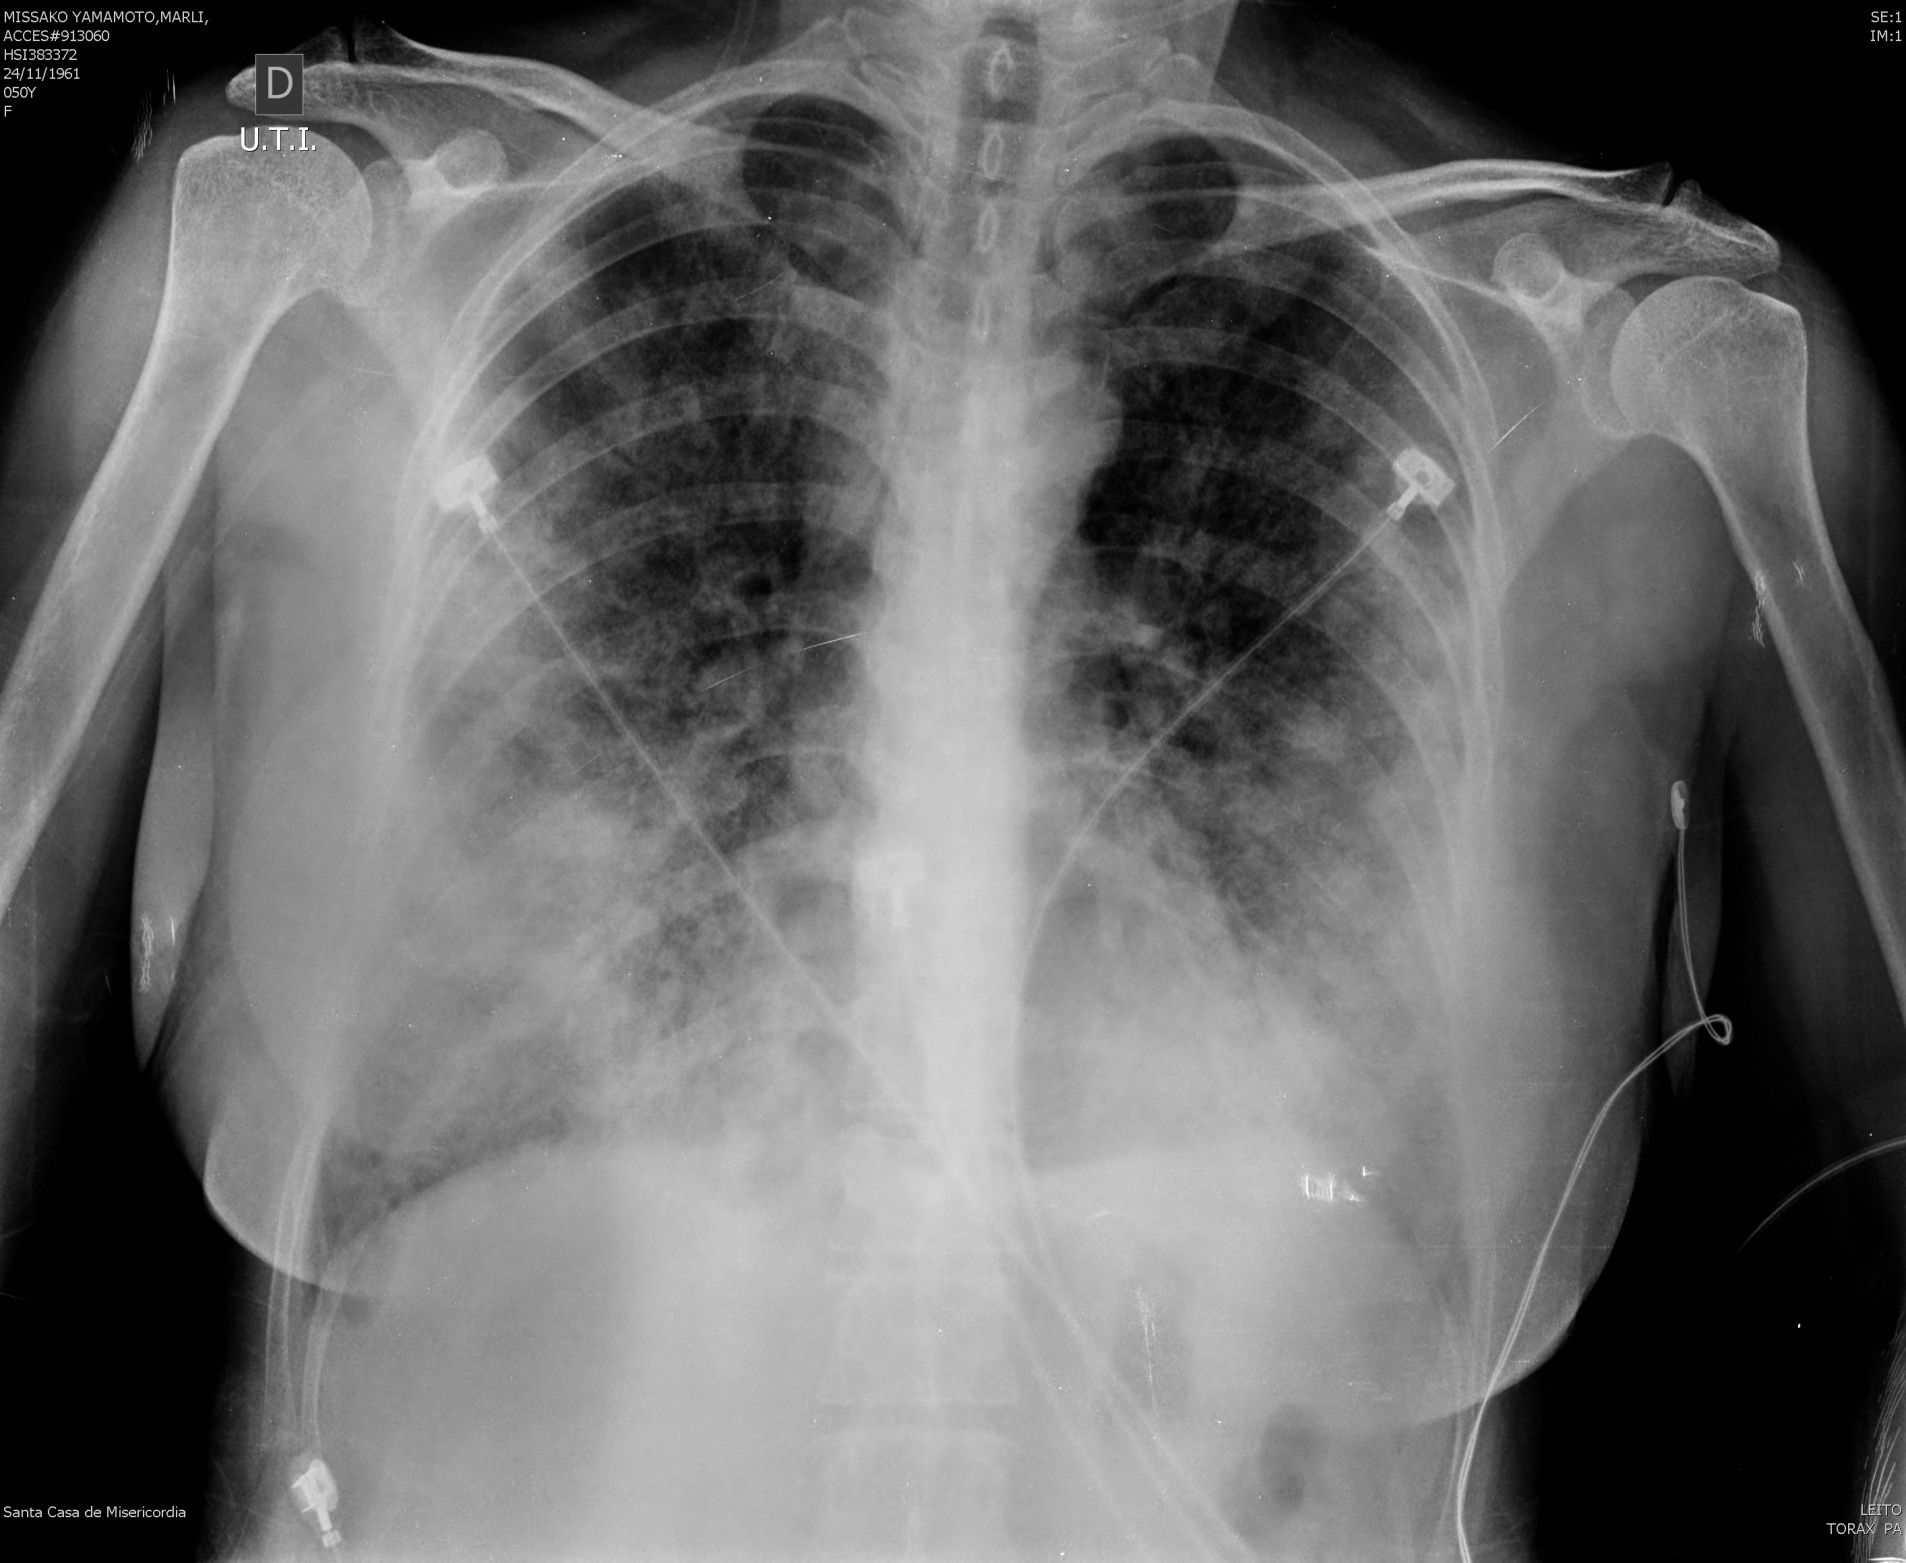 MISSAKO YAMAMOTO,MARLI,
ACCES#913060
HSI383372
24/11/1961
050Y
F
SE:1
IM:1
D
U.T.I.
Santa Casa de Misericordia
LEITO
TORAX PA